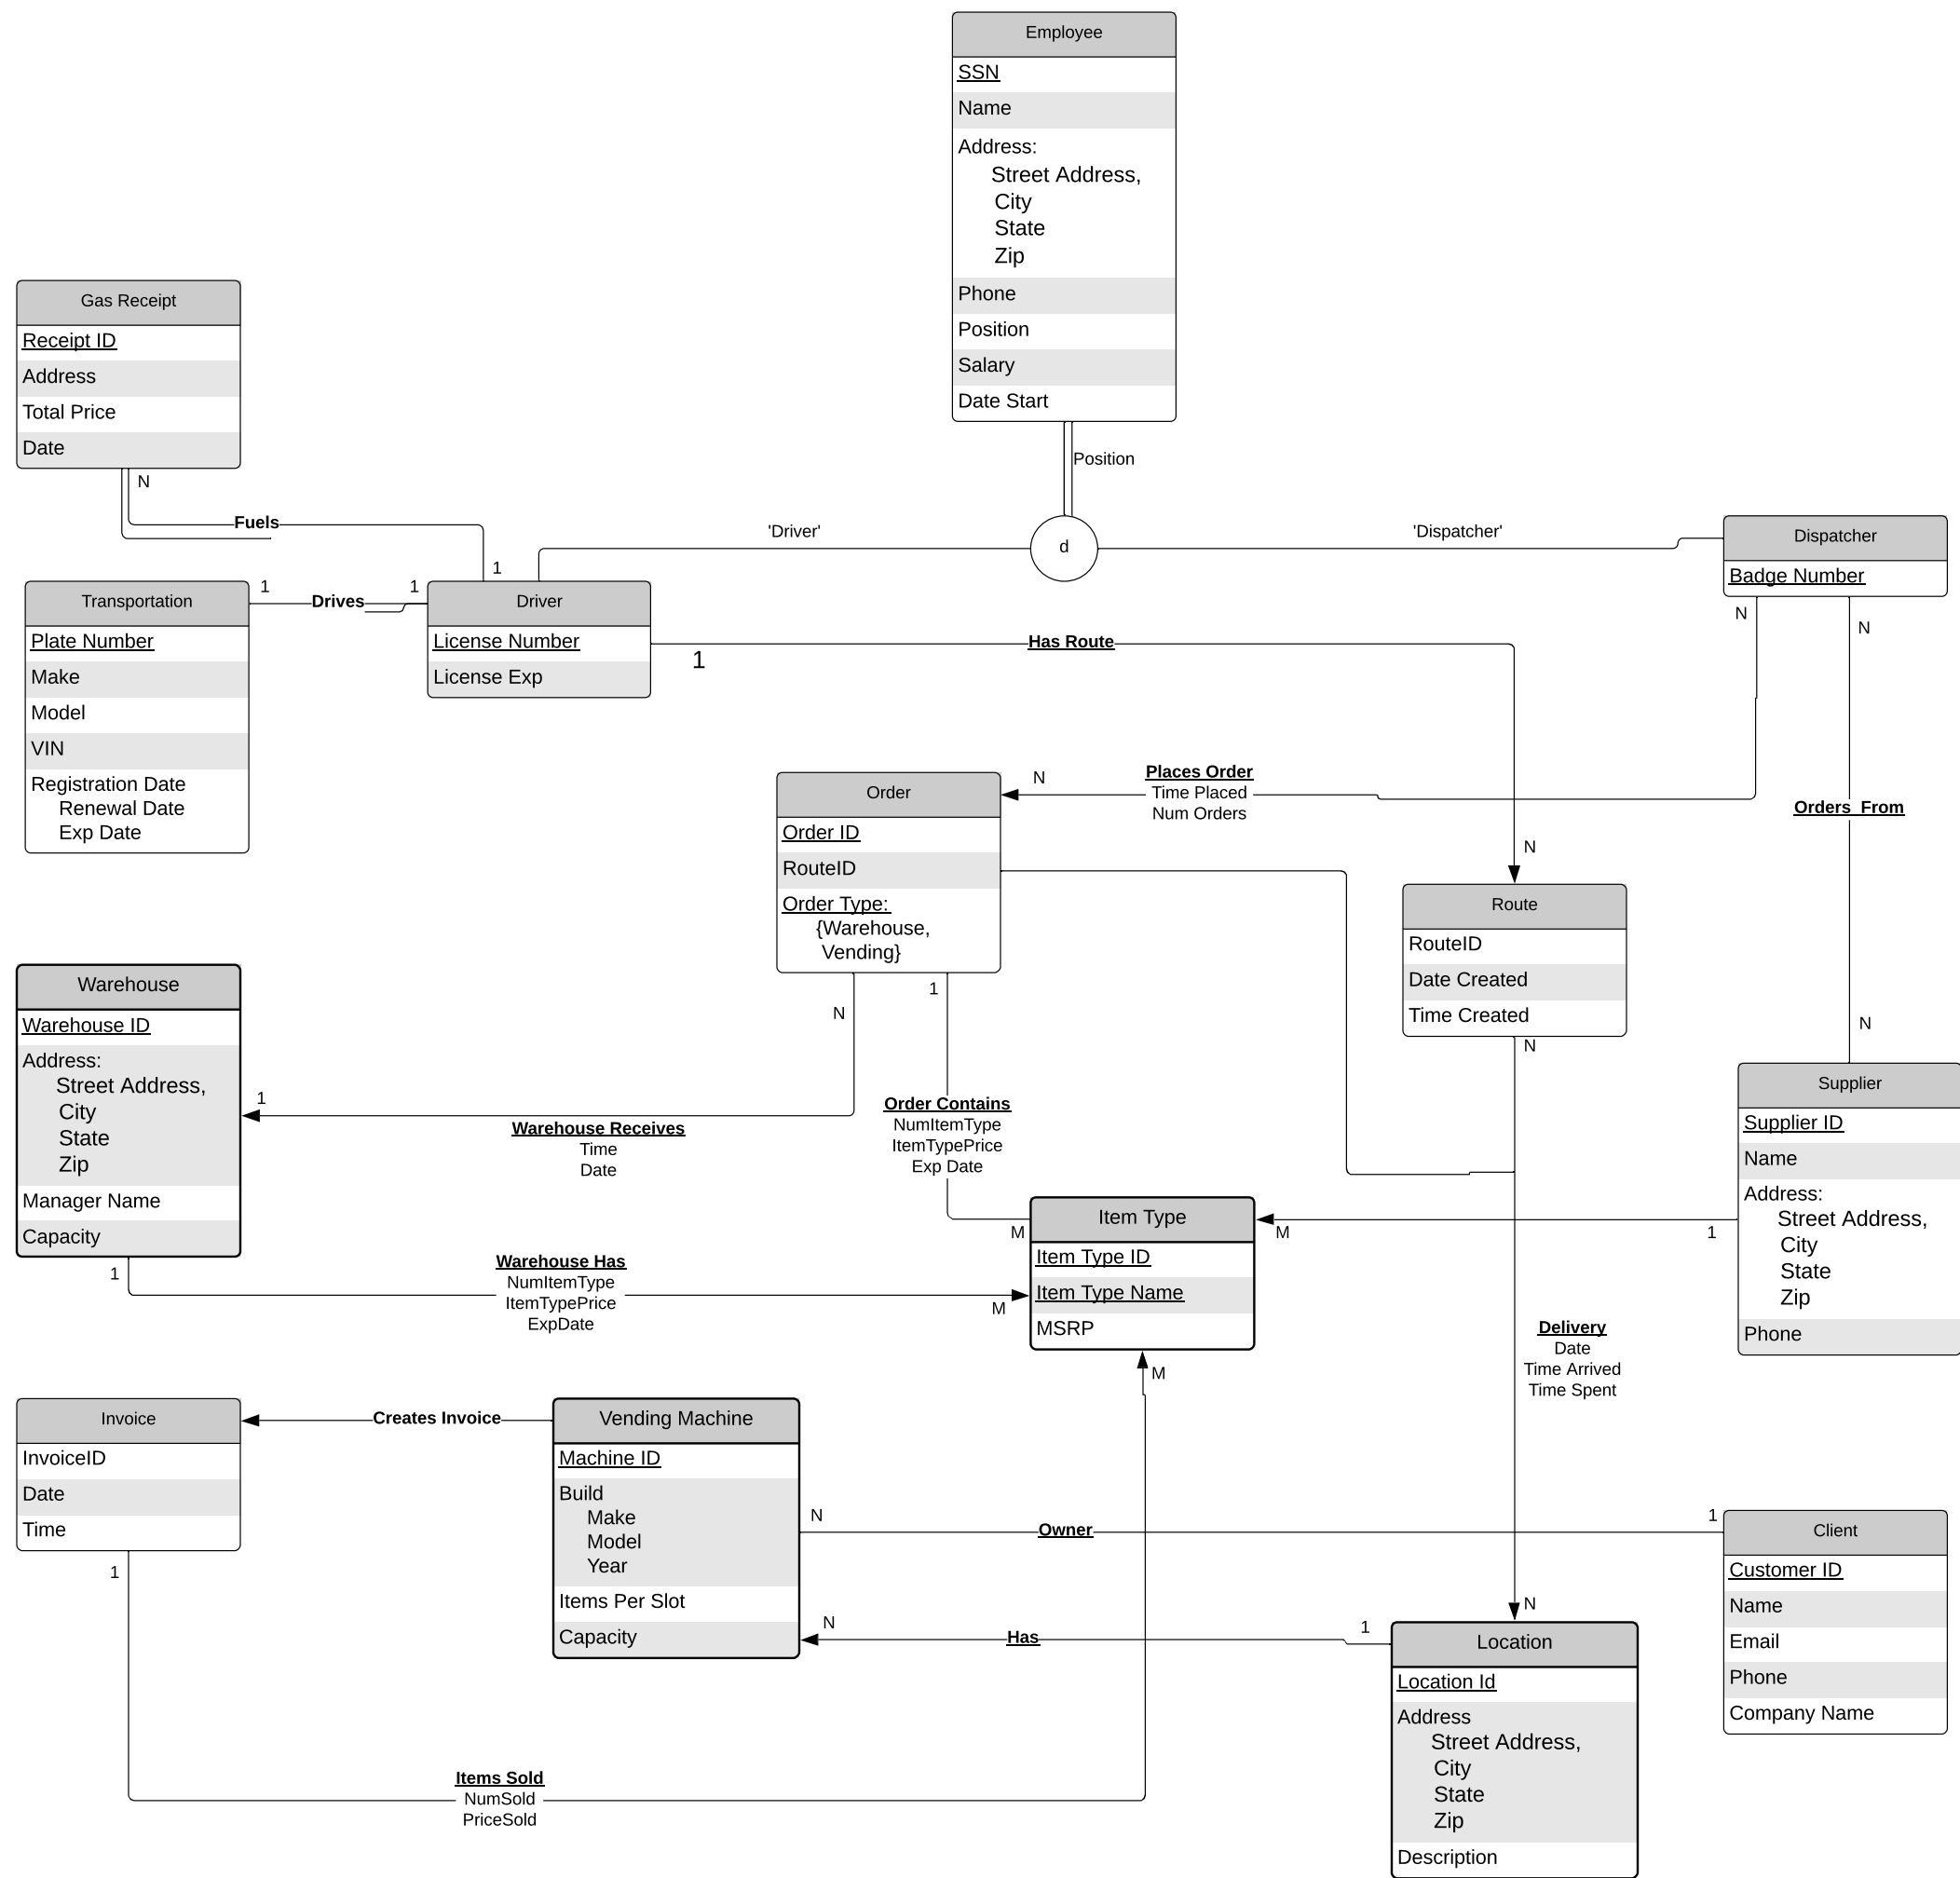 Employee
SSN
Name
Address:
Street Address,
City
State
Zip
Phone
Position
Salary
Date Start
Position
d
'Driver'
'Dispatcher'
Gas Receipt
Receipt ID
Address
Total Price
Date
N
Fuels
1
Transportation
Plate Number
Make
Model
VIN
Registration Date
Renewal Date
Exp Date
1
Drives
1
Driver
License Number
License Exp
1
Has Route
N
Dispatcher
Badge Number
N
N
Places Order
Time Placed
Num Orders
N
Orders  From
N
Order
Order ID
RouteID
Order Type:
{Warehouse,
Vending}
N
1
Route
RouteID
Date Created
Time Created
N
Warehouse
Warehouse ID
Address:
Street Address,
City
State
Zip
Manager Name
Capacity
1
Warehouse Receives
Time
Date
Order Contains
NumItemType
ItemTypePrice
Exp Date
M
Supplier
Supplier ID
Name
Address:
Street Address,
City
State
Zip
Phone
1
M
Item Type
Item Type ID
Item Type Name
MSRP
1
Warehouse Has
NumItemType
ItemTypePrice
ExpDate
M
M
Delivery
Date
Time Arrived
Time Spent
N
Invoice
InvoiceID
Date
Time
1
Creates Invoice
Vending Machine
Machine ID
Build
Make
Model
Year
Items Per Slot
Capacity
N
Owner
1
N
Has
1
Client
Customer ID
Name
Email
Phone
Company Name
Location
Location Id
Address
Street Address,
City
State
Zip
Description
Items Sold
NumSold
PriceSold